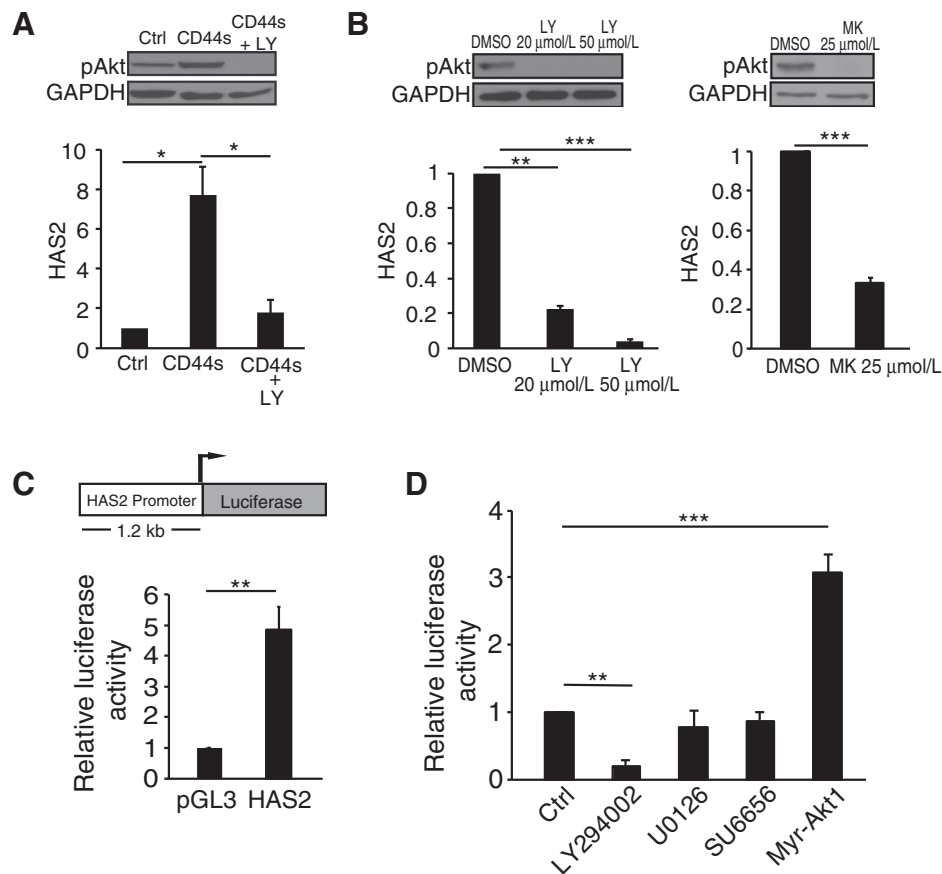 A
Ctrl CD44s CD44s + LY
pAkt
GAPDH
10
8
6
4
2
0
HAS2
* *
Ctrl CD44s CD44s + LY
B
DMSO LY 20 µmol/L LY 50 µmol/L
pAkt
GAPDH
***
**
1
0.8
0.6
0.4
0.2
0
HAS2
DMSO LY 20 µmol/L LY 50 µmol/L
DMSO MK 25 µmol/L
pAkt
GAPDH
***
1
0.8
0.6
0.4
0.2
0
HAS2
DMSO MK 25 µmol/L
C
HAS2 Promoter Luciferase
1.2 kb
**
6
5
4
3
2
1
0
Relative luciferase activity
pGL3 HAS2
D
***
**
4
3
2
1
0
Relative luciferase activity
Ctrl
LY294002
U0126
SU6656
Myr-Akt1